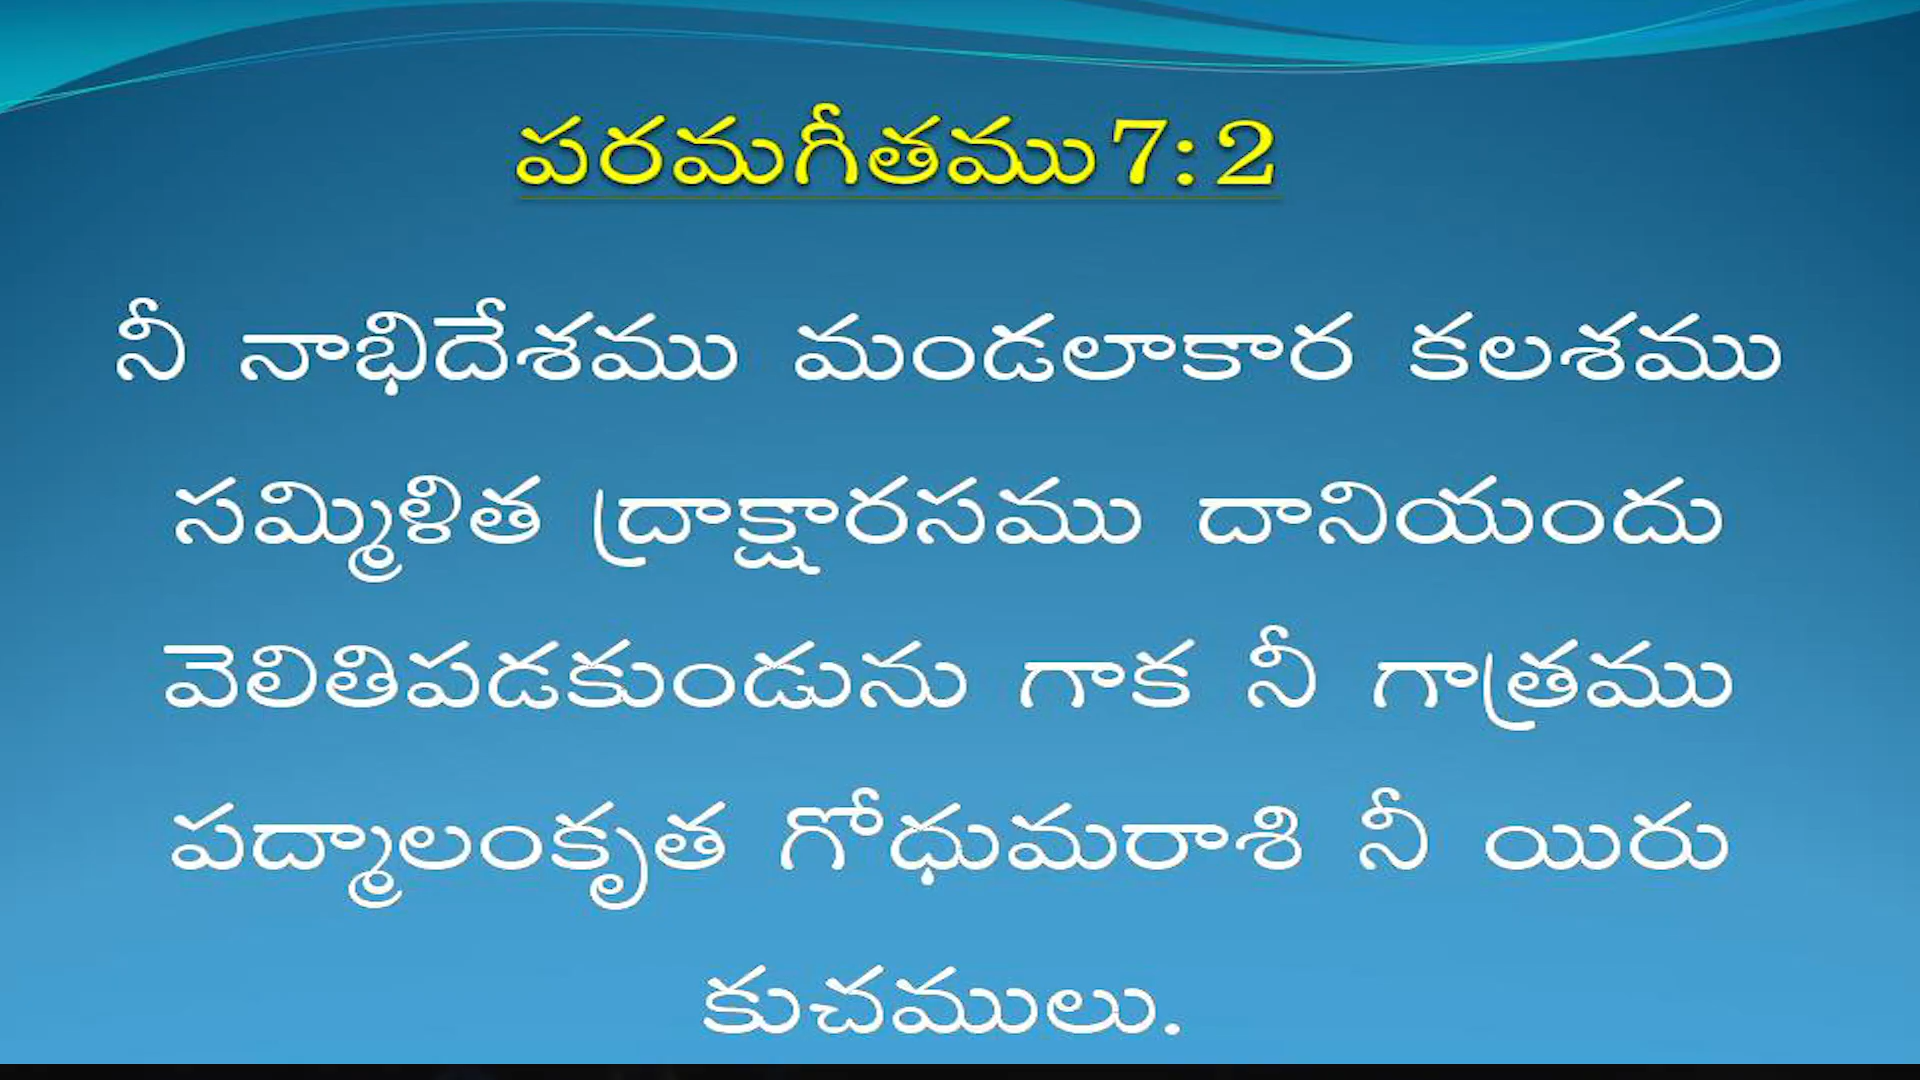 పరమగీతము 7: 2
నీ నాభిదేశము మండలాకార కలశము
సమ్మిళిత ద్రాక్షారసము దానియందు
వెలితిపడకుండును గాక నీ గాత్రము
పద్మాలంకృత గోధుమరాశి నీ యిరు
కుచములు.